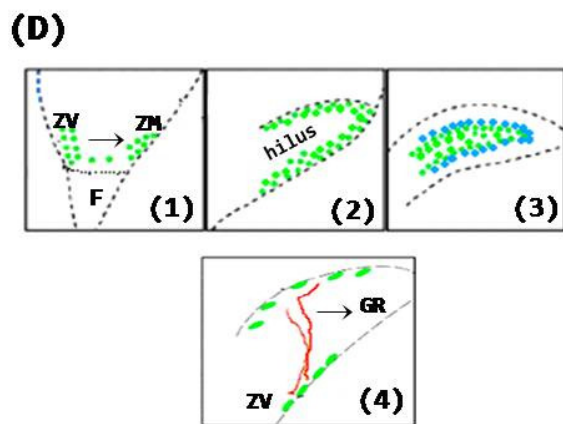 (D)
ZV → ZM
F
(1)
hilus
(2)
(3)
GR
ZV
(4)